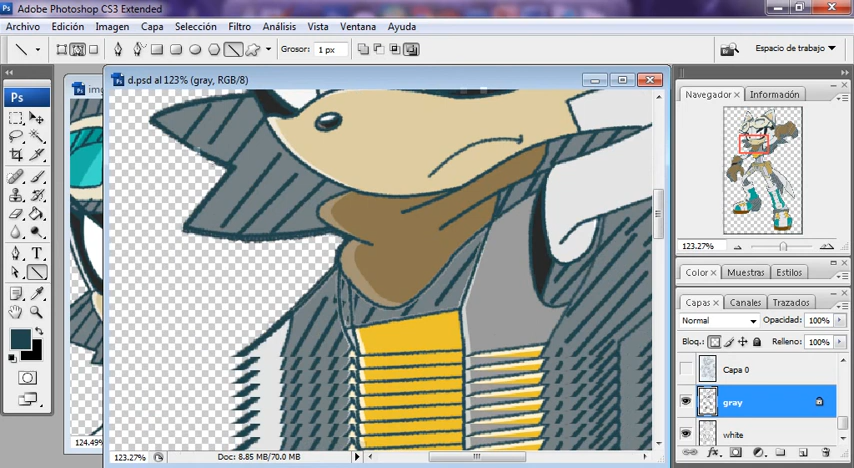 Adobe Photoshop CS3 Extended
Archivo Edición Imagen Capa Selección Filtro Análisis Vista Ventana Ayuda
Grosor: 1 px
Espacio de trabajo
Ps
img
d.psd al 123% (gray, RGB/8)
Navegador × Información
123.27%
Color × Muestras Estilos
Capas × Canales Trazados
Normal Opacidad: 100%
Bloq.: Relleno: 100%
Capa 0
gray
white
T
124.49%
123.27% Doc: 8.85 MB/70.0 MB